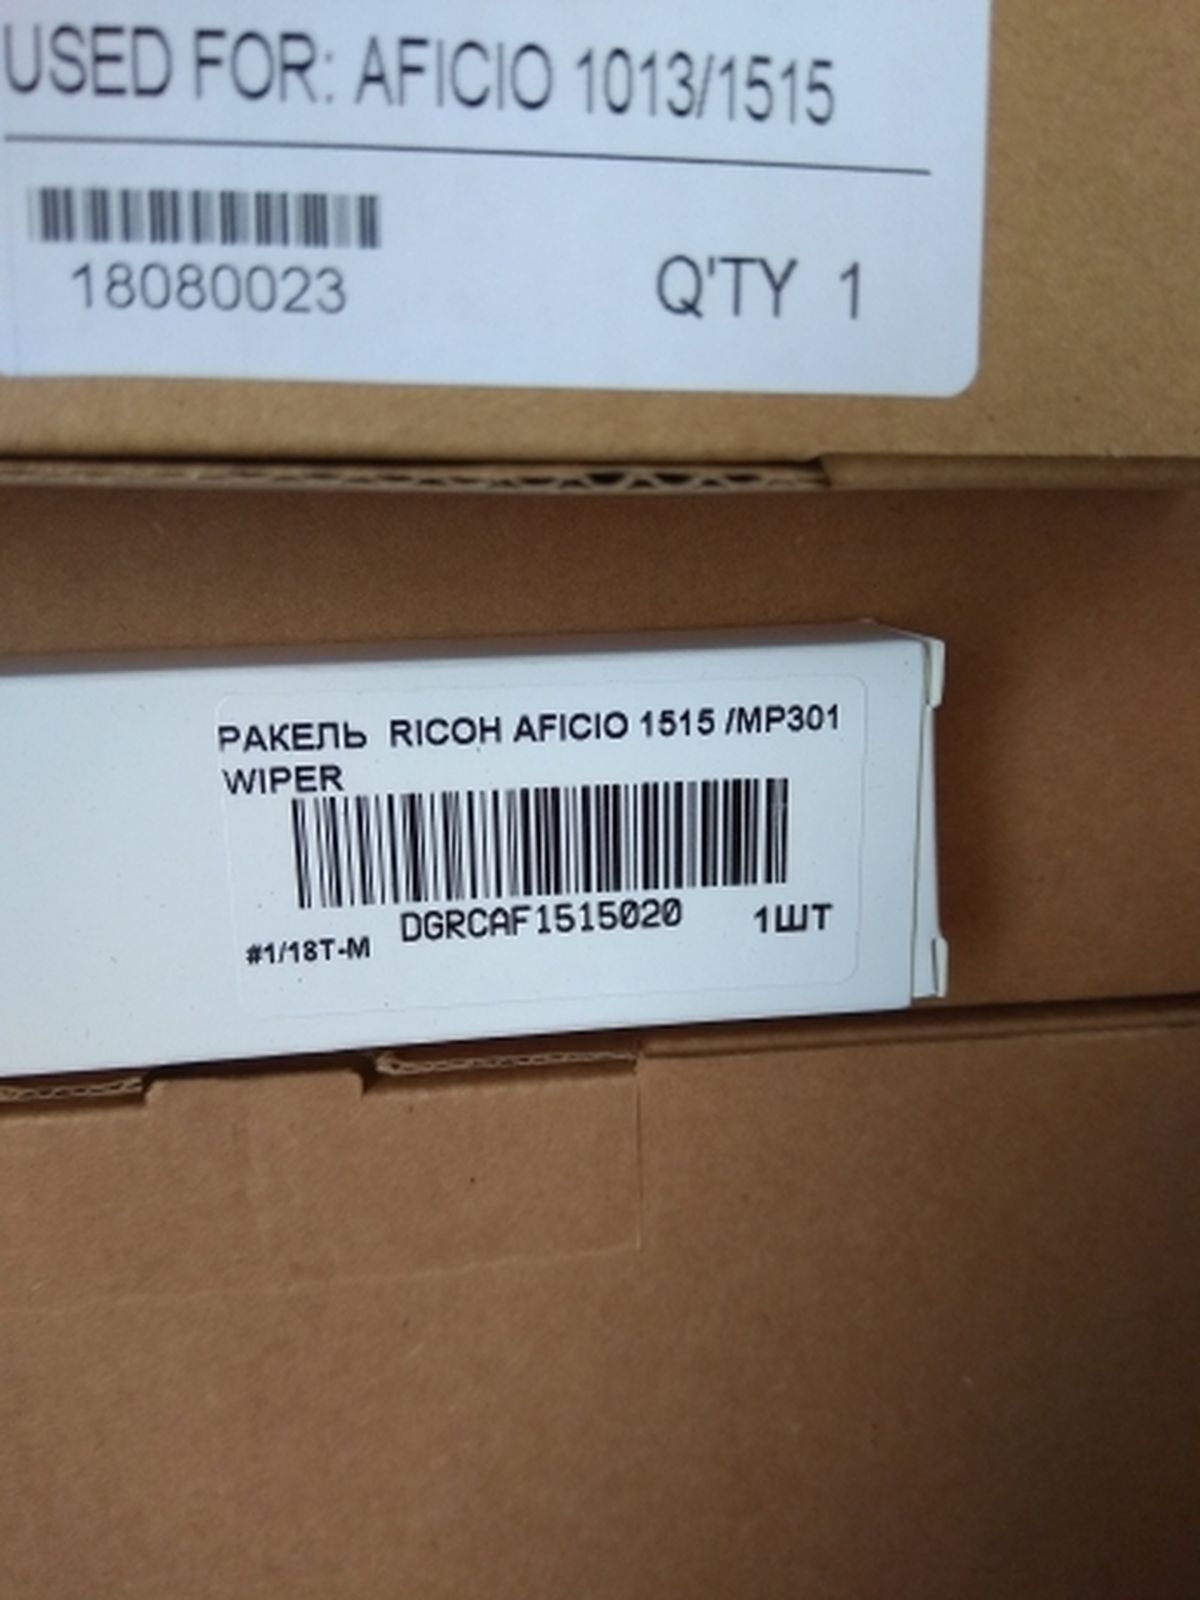 USED FOR: AFICIO 1013/1515
18080023
Q'TY 1
РАКЕЛЬ RICOH AFICIO 1515 /MP301
WIPER
DGRCAF1515020
#1/18T-M
1ШТ